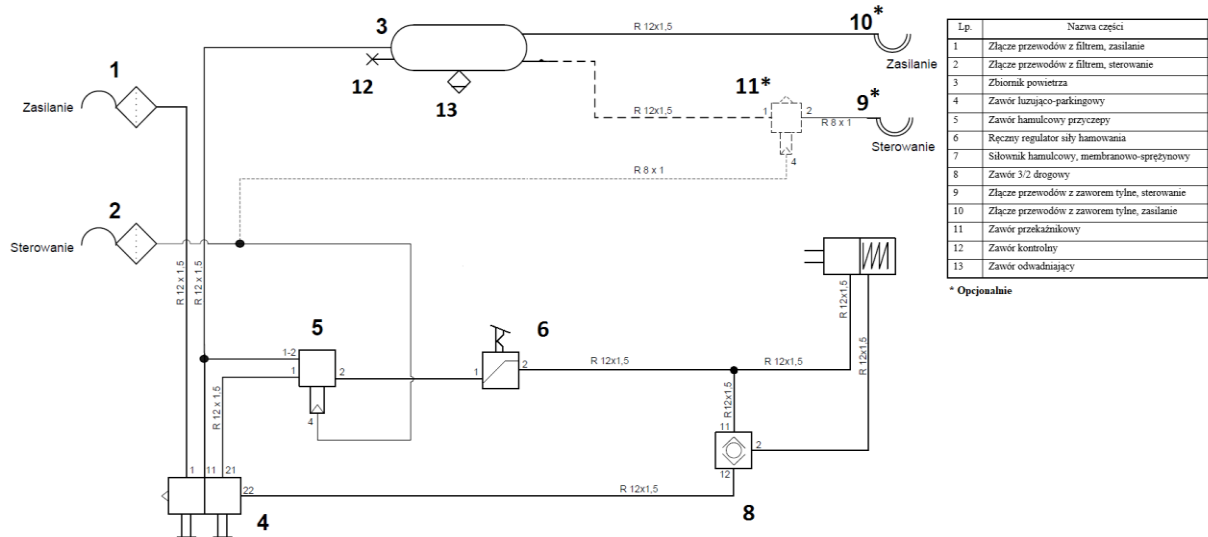 3
R 12x1,5
10*
Zasilanie
12
13
11*
1
2
9*
R 12x1,5
R 8 x 1
4
Sterowanie
1
Zasilanie
R 8 x 1
2
Sterowanie
R 12 x 1,5
R 12 x 1,5
5
1-2
1
2
4
R 12 x 1,5
6
1
2
R 12x1,5
R 12x1,5
R 12x1,5
R 12x1,5
R 12x1,5
11
2
12
8
1
11
21
22
R 12x1,5
4
Lp. Nazwa części
1 Złącze przewodów z filtrem, zasilanie
2 Złącze przewodów z filtrem, sterowanie
3 Zbiornik powietrza
4 Zawór luzująco-parkingowy
5 Zawór hamulcowy przyczepy
6 Ręczny regulator siły hamowania
7 Siłownik hamulcowy, membranowo-sprężynowy
8 Zawór 3/2 drogowy
9 Złącze przewodów z zaworem tylne, sterowanie
10 Złącze przewodów z zaworem tylne, zasilanie
11 Zawór przekaźnikowy
12 Zawór kontrolny
13 Zawór odwadniający
* Opcjonalnie